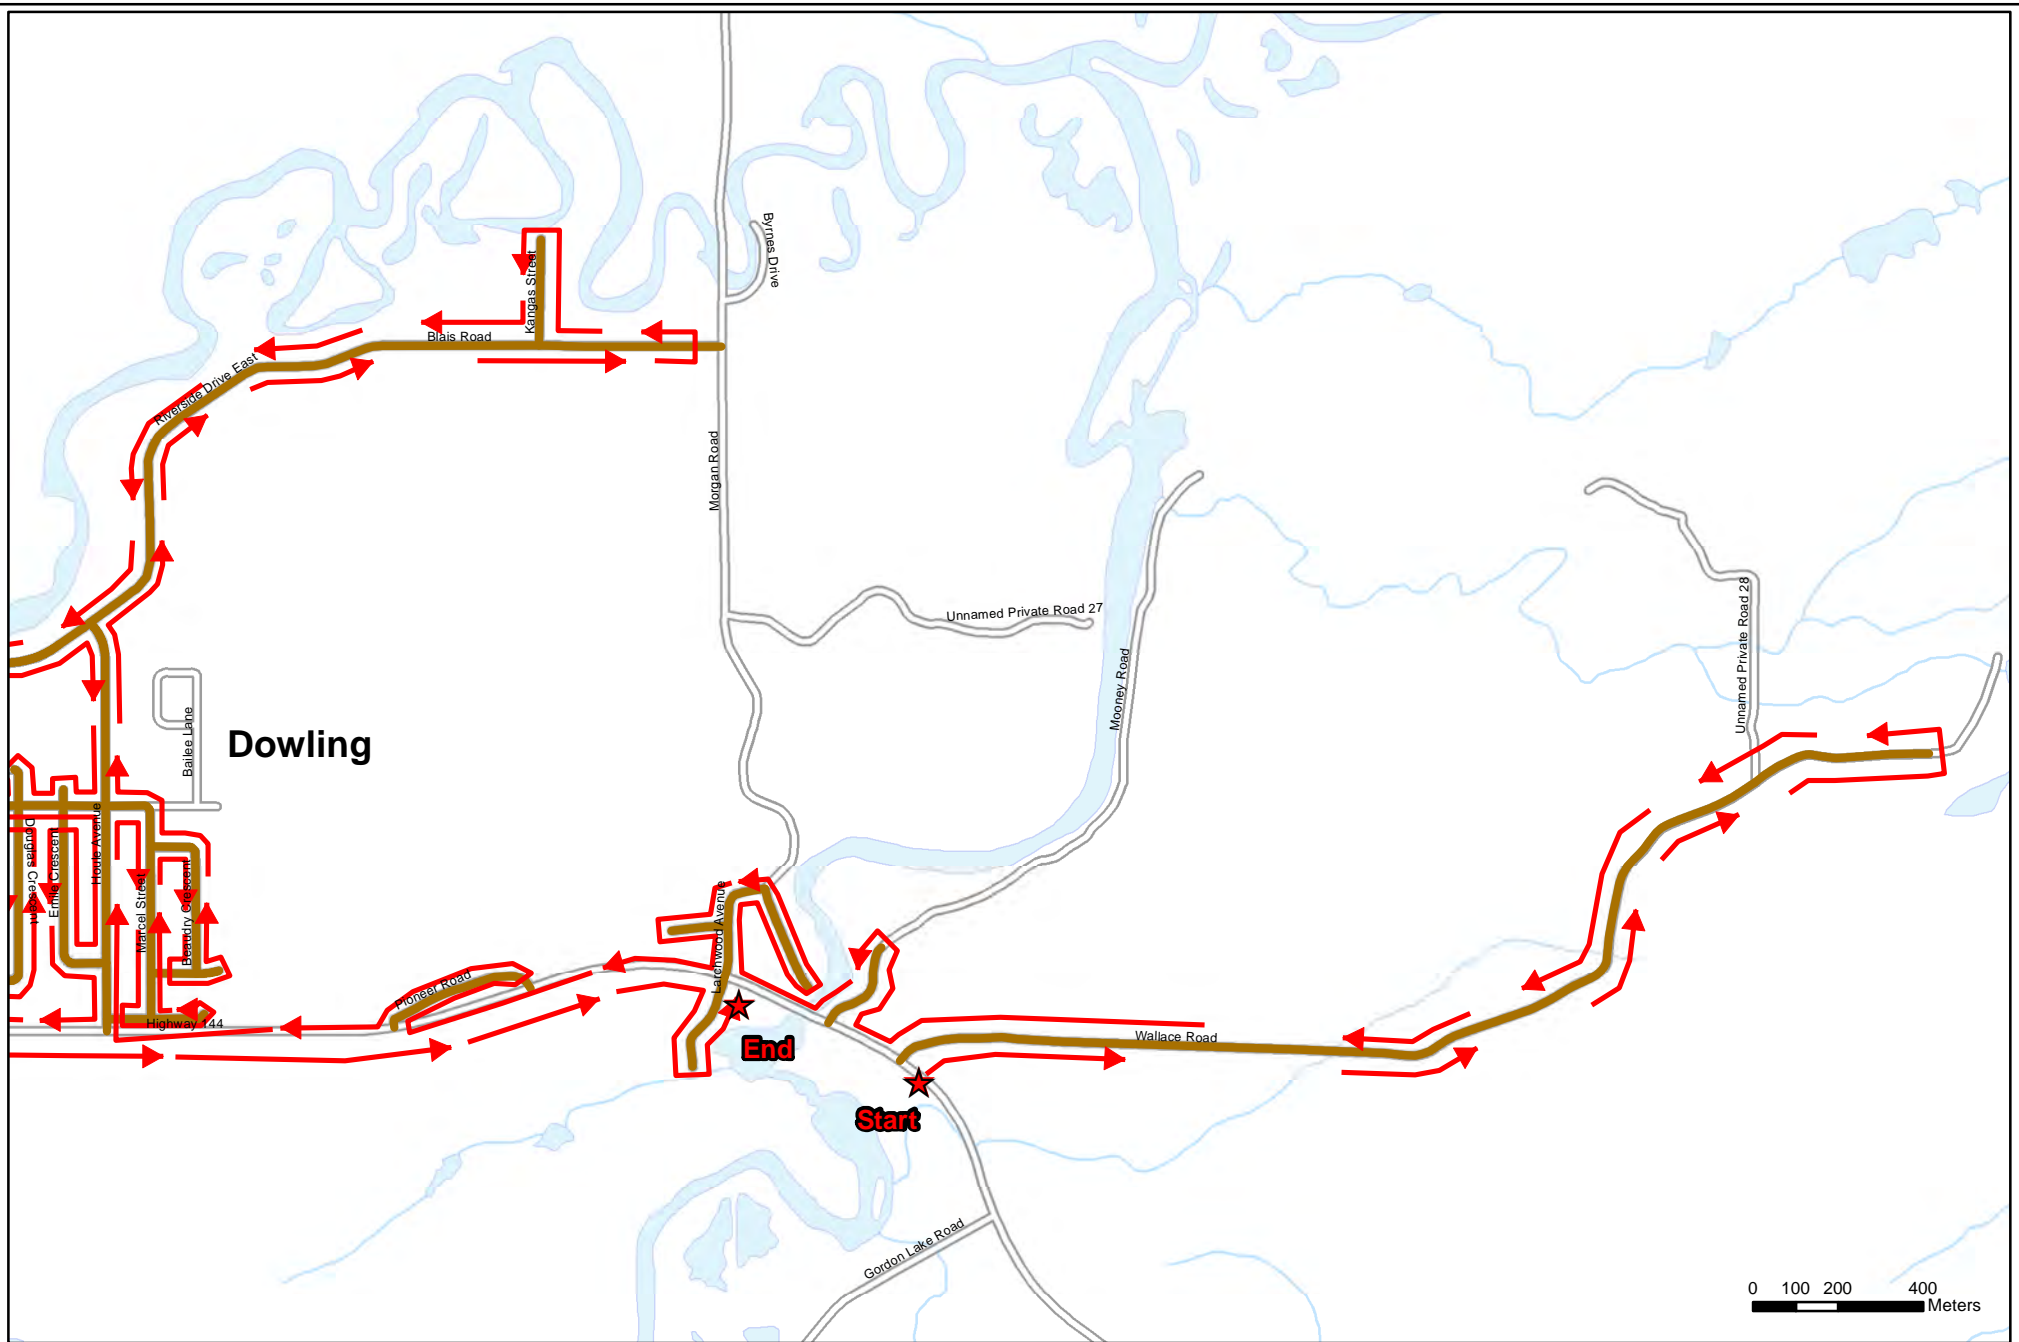 Byrnes Drive
Kangas Street
Blais Road
Riverside Drive East
Morgan Road
Unnamed Private Road 27
Unnamed Private Road 28
Mooney Road
Bailee Lane
Dowling
Douglas Crescent
Emile Crescent
Houle Avenue
Marcel Street
Beaudry Crescent
Larchwood Avenue
Pioneer Road
Highway 144
Wallace Road
End
Start
Gordon Lake Road
0 100 200 400
Meters